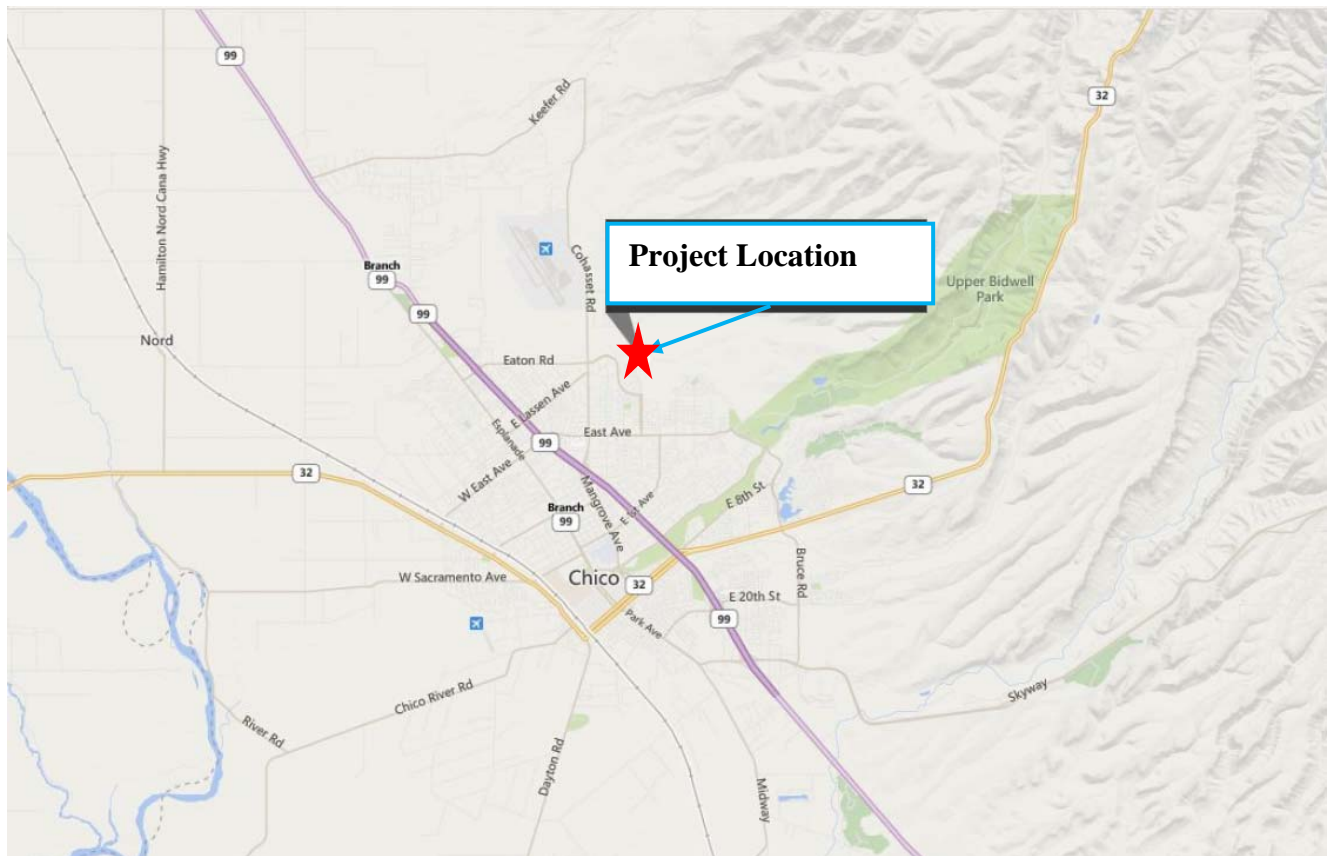 99
32
Keefer Rd
Hamilton Nord Cana Hwy
Cohasset Rd
Project Location
Branch
99
Upper Bidwell
Park
99
Nord
Eaton Rd
E Lassen Ave
Esplanade
East Ave
99
32
W East Ave
Mangrove Ave
E 8th St
32
Branch
99
E 1st Ave
Bruce Rd
W Sacramento Ave
Chico
32
E 20th St
Park Ave
99
Chico River Rd
Skyway
River Rd
Dayton Rd
Midway